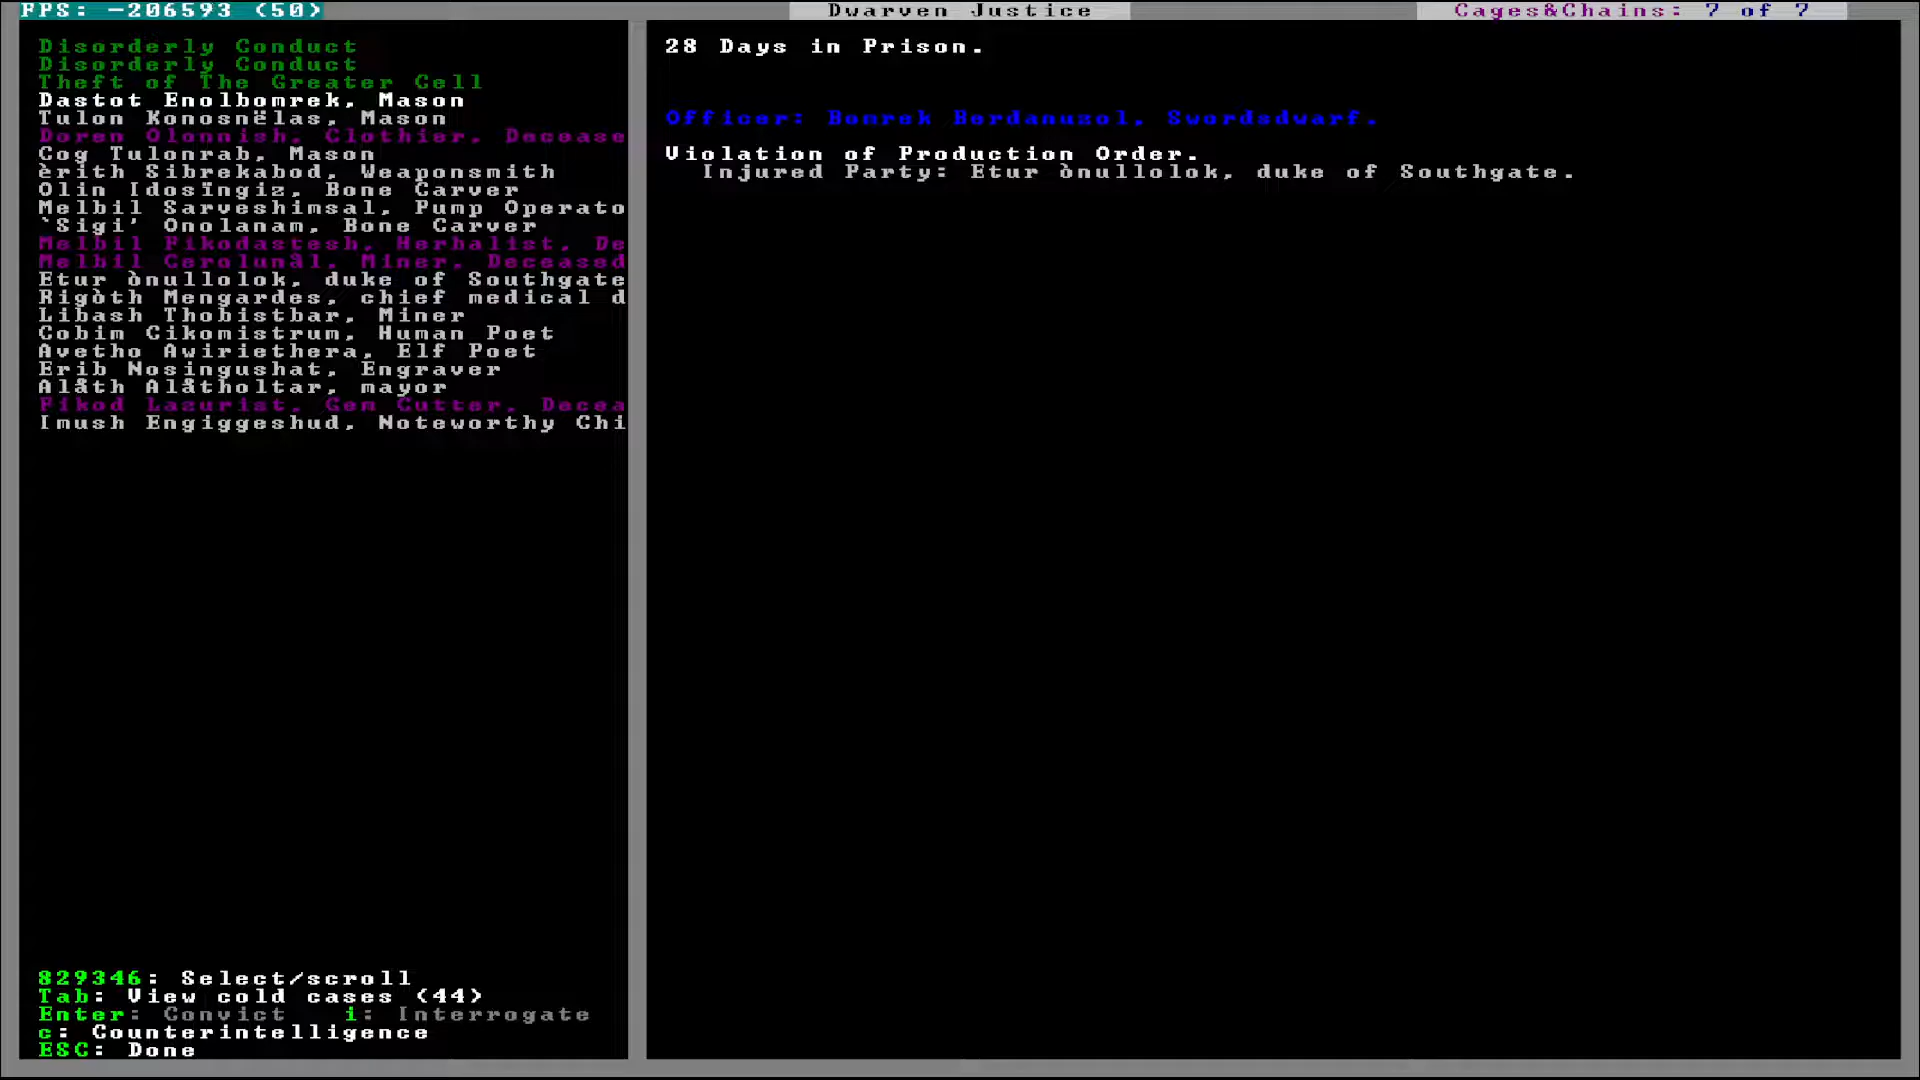 FPS: -206593 (50)
Dwarven Justice
Cages&Chains: 7 of 7
Disorderly Conduct
Disorderly Conduct
Theft of The Greater Cell
Dastot Enolbomrek, Mason
Tulon Konosnëlas, Mason
Doren Olonnish, Clothier, Decease
Cog Tulonrab, Mason
èrith Sibrekabod, Weaponsmith
Olin Idosïngiz, Bone Carver
Melbil Sarveshimsal, Pump Operato
`Sigi' Onolanam, Bone Carver
Melbil Fikodastesh, Herbalist, De
Melbil Cerolunâl, Miner, Deceased
Etur ònullolok, duke of Southgate
Rigòth Mengardes, chief medical d
Libash Thobistbar, Miner
Cobim Cikomistrum, Human Poet
Avetho Awiriethera, Elf Poet
Erib Nosingushat, Engraver
Alåth Alåtholtar, mayor
Fikod Lazurist, Gem Cutter, Decea
Imush Engiggeshud, Noteworthy Chi
829346: Select/scroll
Tab: View cold cases (44)
Enter: Convict i: Interrogate
c: Counterintelligence
ESC: Done
28 Days in Prison.
Officer: Bomrek Berdanuzol, Swordsdwarf.
Violation of Production Order.
Injured Party: Etur ònullolok, duke of Southgate.